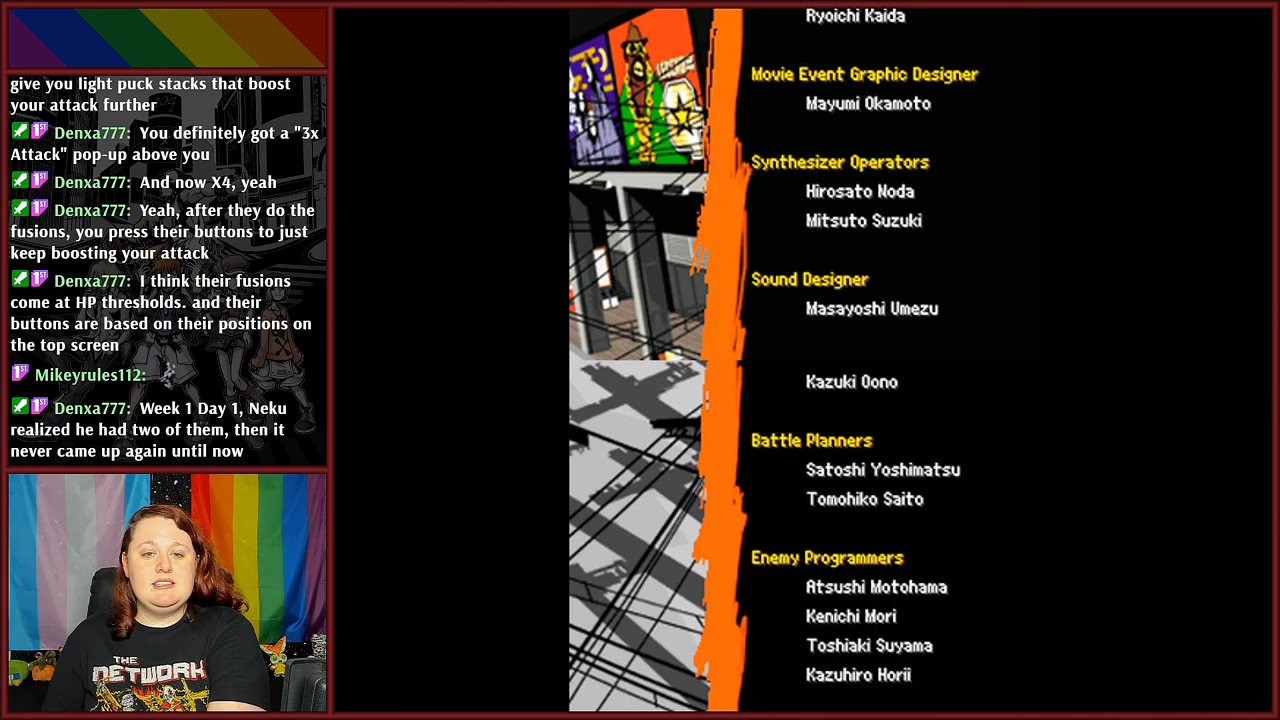 give you light puck stacks that boost
your attack further
Denxa777: You definitely got a "3x
Attack" pop-up above you
Denxa777: And now X4, yeah
Denxa777: Yeah, after they do the
fusions, you press their buttons to just
keep boosting your attack
Denxa777: I think their fusions
come at HP thresholds. and their
buttons are based on their positions on
the top screen
Mikeyrules112:
Denxa777: Week 1 Day 1, Neku
realized he had two of them, then it
never came up again until now
THE
NETWORK
Ryoichi Kaida
Movie Event Graphic Designer
Mayumi Okamoto
Synthesizer Operators
Hirosato Noda
Mitsuto Suzuki
Sound Designer
Masayoshi Umezu
Kazuki Oono
Battle Planners
Satoshi Yoshimatsu
Tomohiko Saito
Enemy Programmers
Atsushi Motohama
Kenichi Mori
Toshiaki Suyama
Kazuhiro Horii